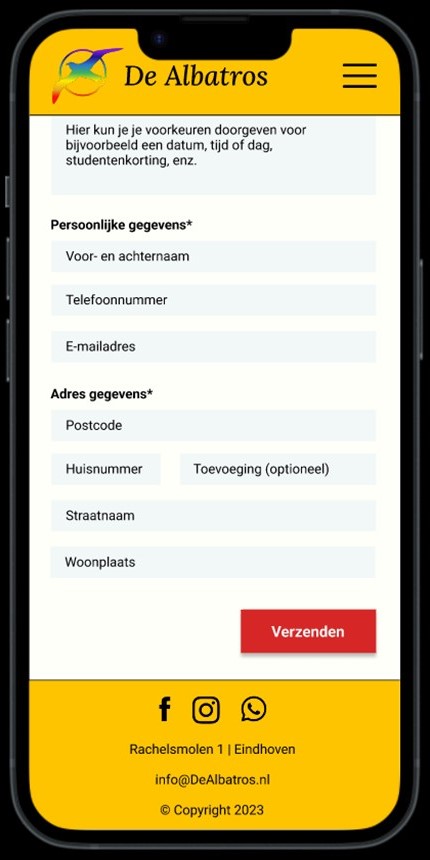 De Albatros
Hier kun je je voorkeuren doorgeven voor
bijvoorbeeld een datum, tijd of dag,
studentenkorting, enz.
Persoonlijke gegevens*
Voor- en achternaam
Telefoonnummer
E-mailadres
Adres gegevens*
Postcode
Huisnummer
Toevoeging (optioneel)
Straatnaam
Woonplaats
Verzenden
Rachelsmolen 1 | Eindhoven
info@DeAlbatros.nl
© Copyright 2023